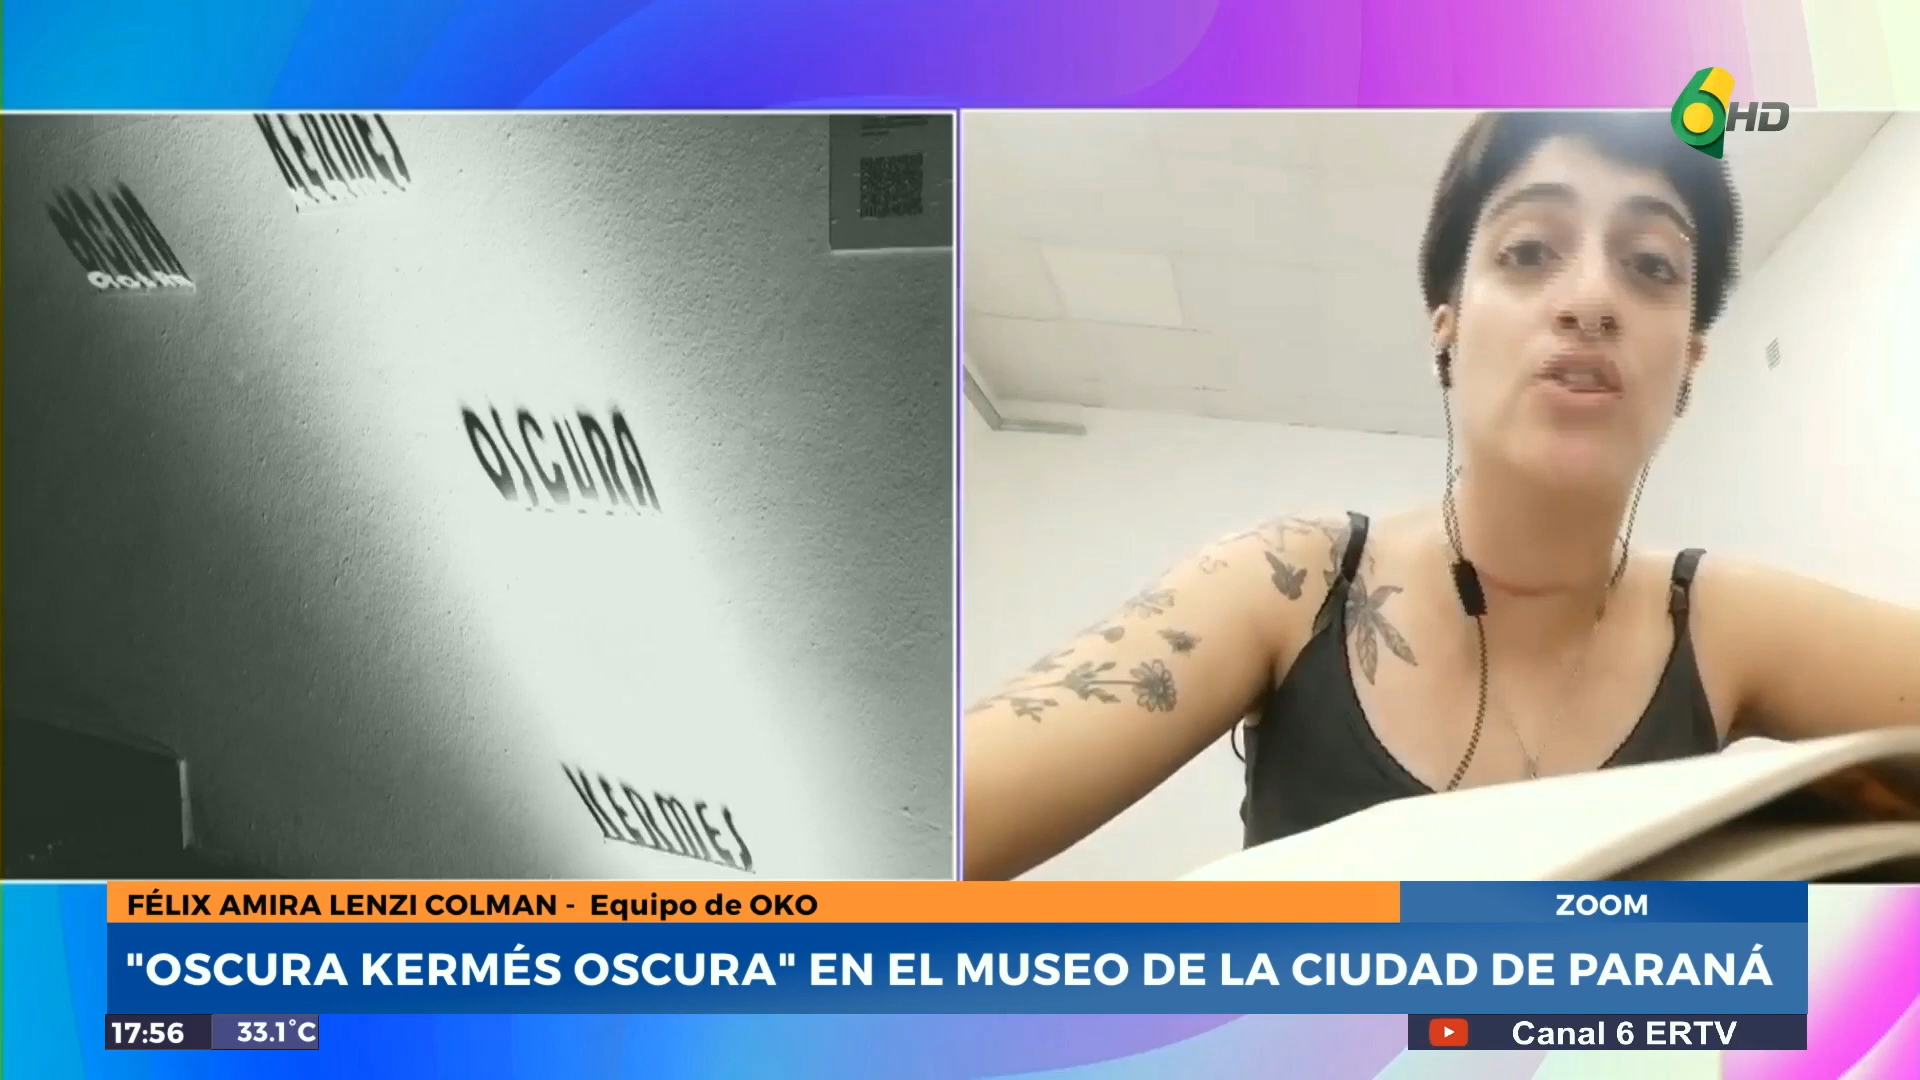 6HD
KERMES
OSCURA
OSCURA
KERMES
FÉLIX AMIRA LENZI COLMAN - Equipo de OKO
ZOOM
"OSCURA KERMÉS OSCURA" EN EL MUSEO DE LA CIUDAD DE PARANÁ
17:56 33.1°C
Canal 6 ERTV